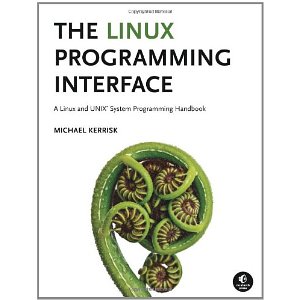 THE LINUX
PROGRAMMING
INTERFACE
A Linux and UNIX® System Programming Handbook
MICHAEL KERRISK